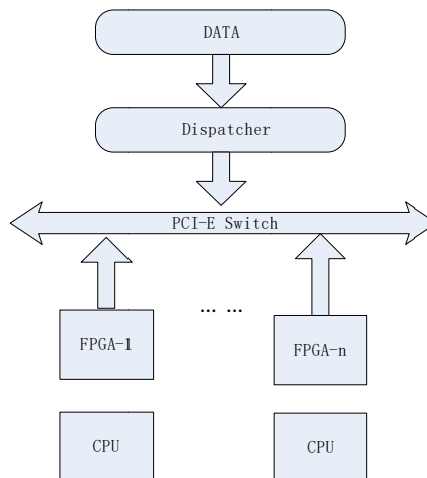 DATA
Dispatcher
PCI-E Switch
... ...
FPGA-1
FPGA-n
CPU
CPU